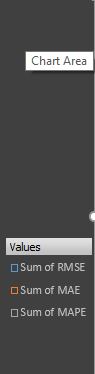 Chart Area
Values
Sum of RMSE
Sum of MAE
Sum of MAPE